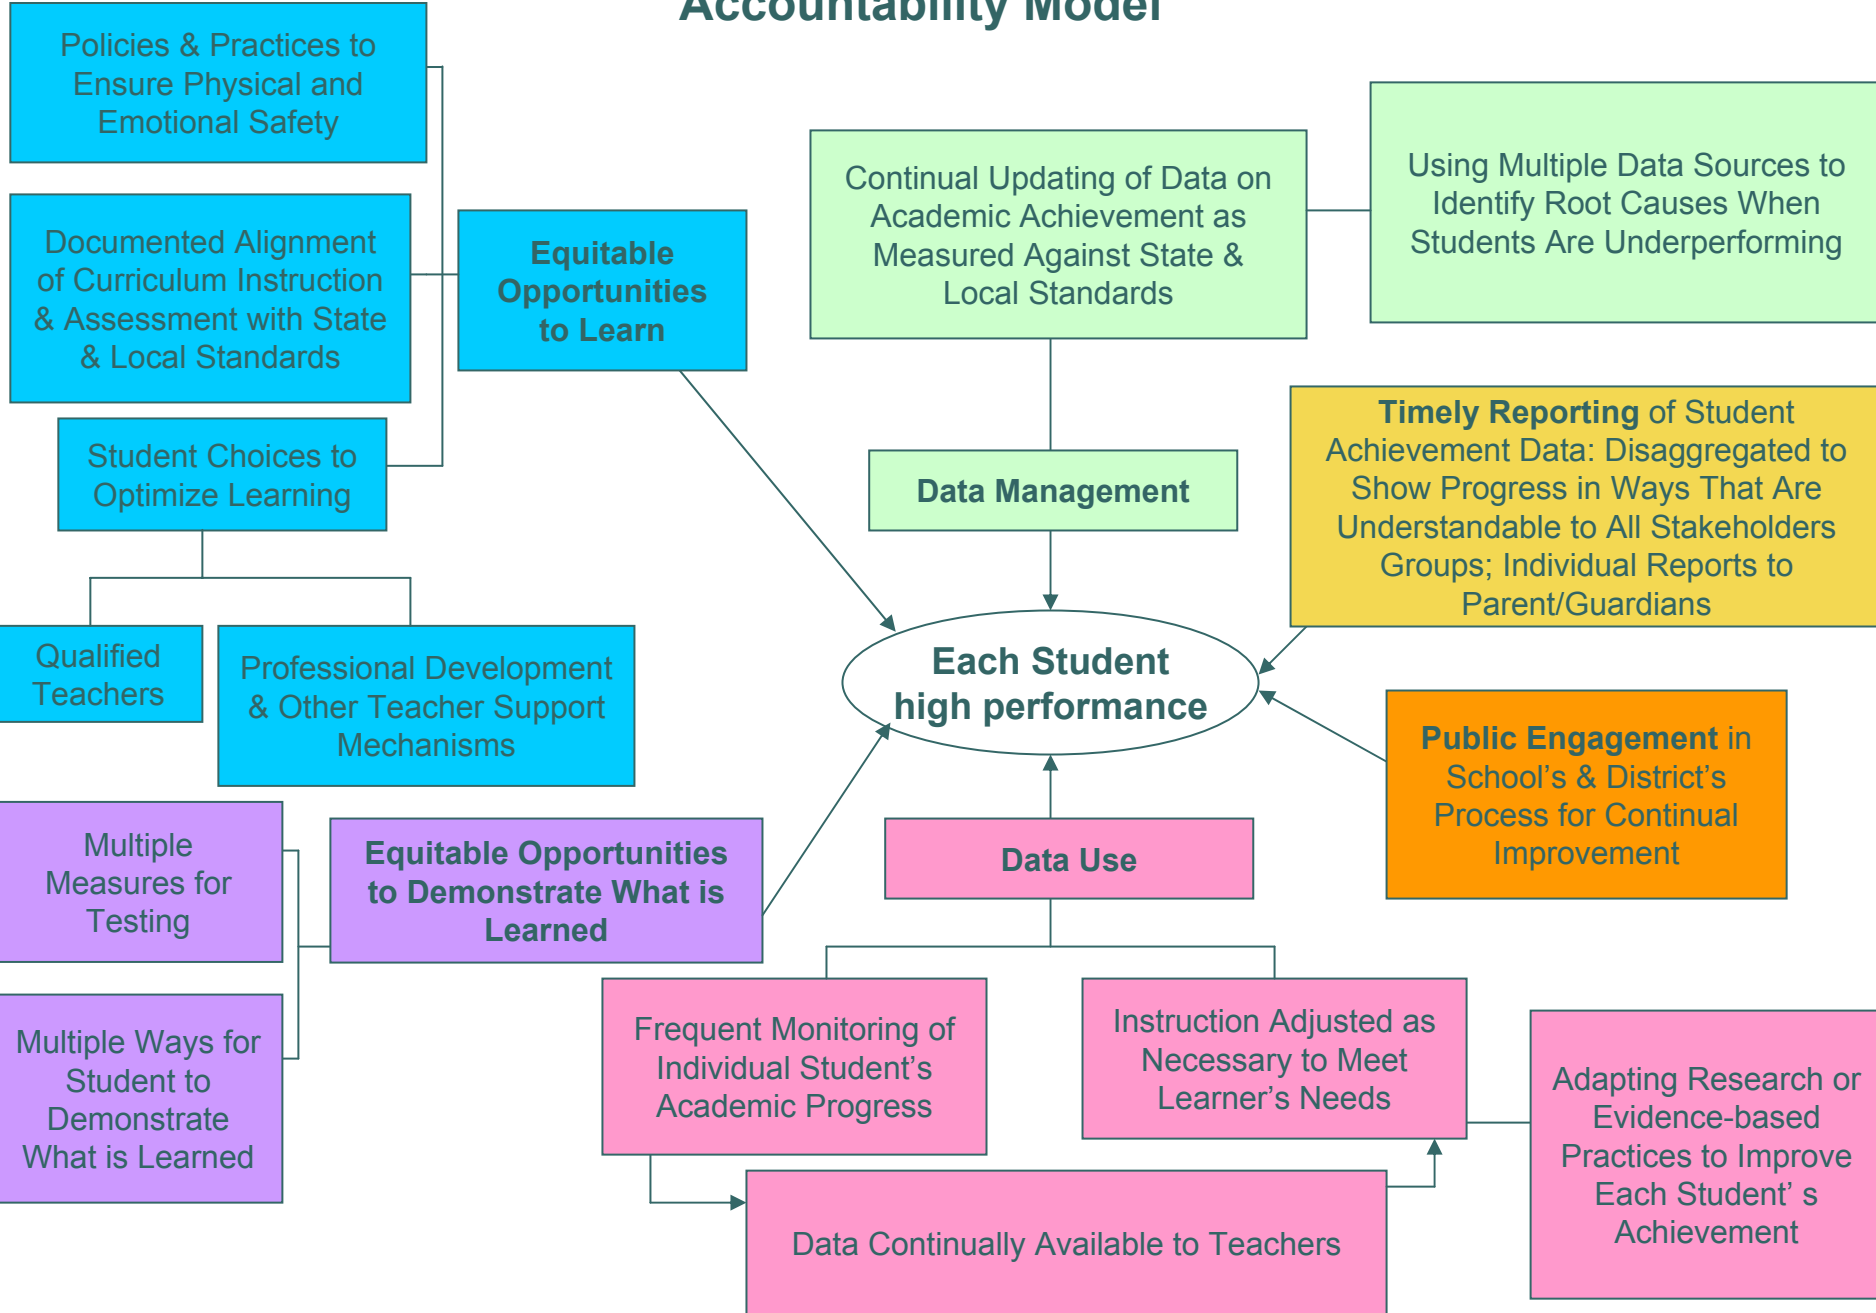 Accountability Model
Policies & Practices to
Ensure Physical and
Emotional Safety
Documented Alignment
of Curriculum Instruction
& Assessment with State
& Local Standards
Equitable
Opportunities
to Learn
Student Choices to
Optimize Learning
Qualified
Teachers
Professional Development
& Other Teacher Support
Mechanisms
Continual Updating of Data on
Academic Achievement as
Measured Against State &
Local Standards
Using Multiple Data Sources to
Identify Root Causes When
Students Are Underperforming
Data Management
Timely Reporting of Student
Achievement Data: Disaggregated to
Show Progress in Ways That Are
Understandable to All Stakeholders
Groups; Individual Reports to
Parent/Guardians
Each Student
high performance
Public Engagement in
School’s & District’s
Process for Continual
Improvement
Multiple
Measures for
Testing
Equitable Opportunities
to Demonstrate What is
Learned
Multiple Ways for
Student to
Demonstrate
What is Learned
Data Use
Frequent Monitoring of
Individual Student’s
Academic Progress
Instruction Adjusted as
Necessary to Meet
Learner’s Needs
Adapting Research or
Evidence-based
Practices to Improve
Each Student’ s
Achievement
Data Continually Available to Teachers